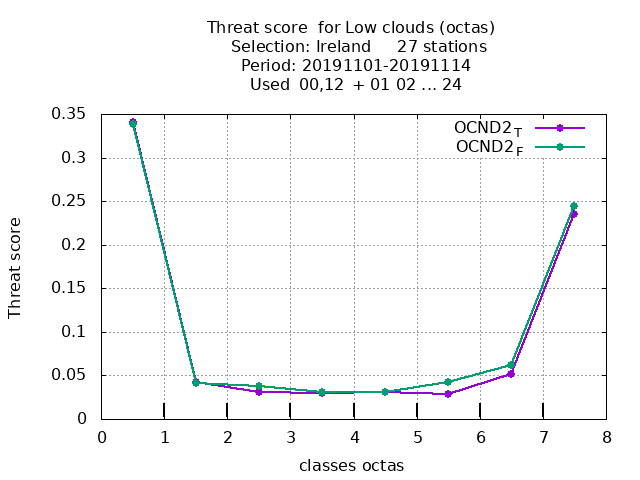 Threat score  for Low clouds (octas)
Selection: Ireland     27 stations
Period: 20191101-20191114
Used  00,12  + 01 02 ... 24
OCND2_T
OCND2_F
0.35
0.3
0.25
0.2
0.15
0.1
0.05
0
Threat score
0 1 2 3 4 5 6 7 8
classes octas